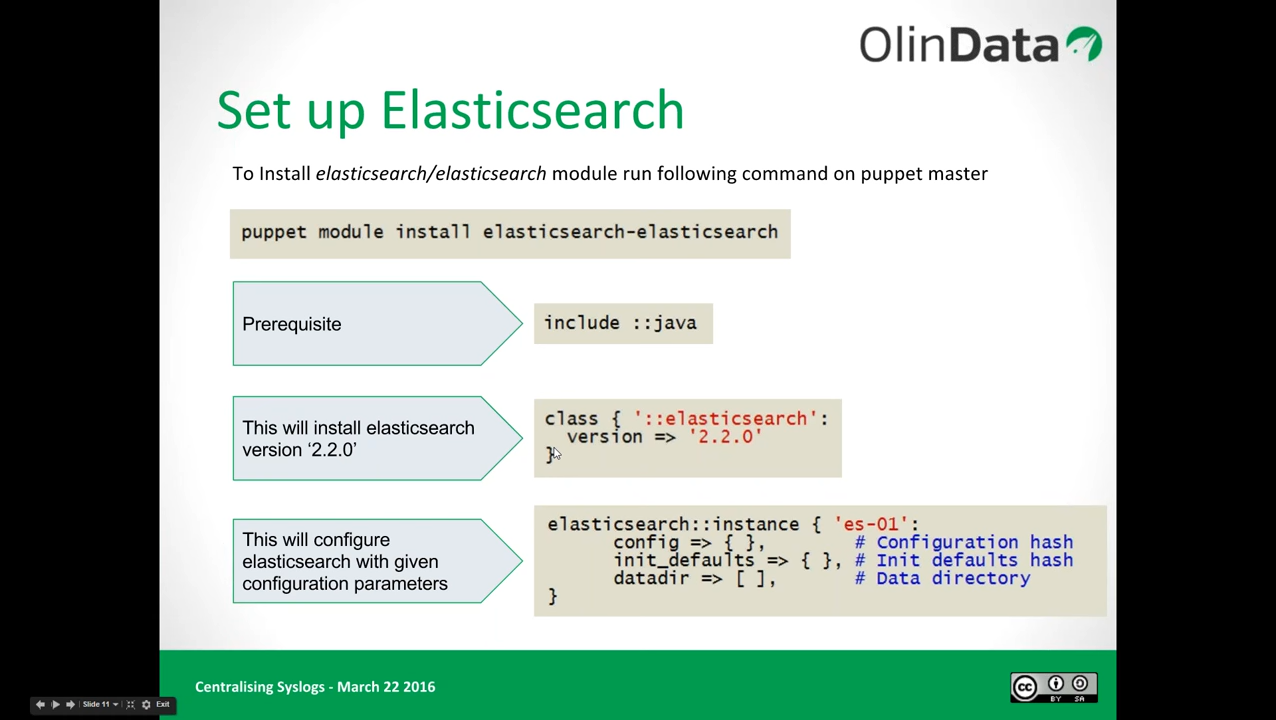 OlinData
Set up Elasticsearch
To Install elasticsearch/elasticsearch module run following command on puppet master
puppet module install elasticsearch-elasticsearch
Prerequisite
include ::java
This will install elasticsearch
version ‘2.2.0’
class { '::elasticsearch':
  version => '2.2.0'
}
This will configure
elasticsearch with given
configuration parameters
elasticsearch::instance { 'es-01':
      config => { },        # Configuration hash
      init_defaults => { }, # Init defaults hash
      datadir => [ ],       # Data directory
}
Centralising Syslogs - March 22 2016
cc BY SA
Slide 11
Exit